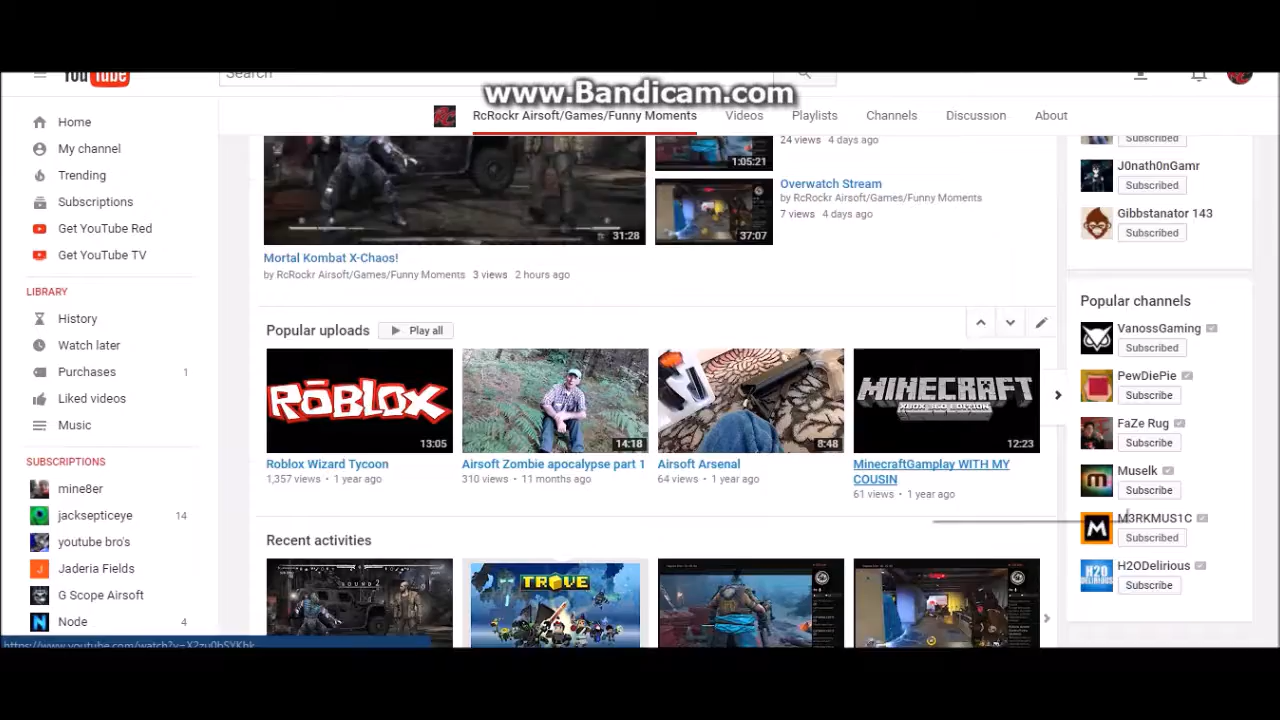 YouTube
Search
www.Bandicam.com
RcRockr Airsoft/Games/Funny Moments
Videos
Playlists
Channels
Discussion
About
Home
My channel
Trending
Subscriptions
Get YouTube Red
Get YouTube TV
LIBRARY
History
Watch later
Purchases 1
Liked videos
Music
SUBSCRIPTIONS
mine8er
jacksepticeye 14
youtube bro's
Jaderia Fields
G Scope Airsoft
Node 4
31:28
Mortal Kombat X-Chaos!
by RcRockr Airsoft/Games/Funny Moments 3 views 2 hours ago
1:05:21
24 views 4 days ago
37:07
Overwatch Stream
by RcRockr Airsoft/Games/Funny Moments
7 views 4 days ago
Popular uploads
Play all
ROBLOX
13:05
Roblox Wizard Tycoon
1,357 views • 1 year ago
14:18
Airsoft Zombie apocalypse part 1
310 views • 11 months ago
8:48
Airsoft Arsenal
64 views • 1 year ago
MINECRAFT
XBOX 360 EDITION
12:23
MinecraftGamplay WITH MY
COUSIN
61 views • 1 year ago
Recent activities
ROUND 2
TROVE
Subscribed
J0nath0nGamr
Subscribed
Gibbstanator 143
Subscribed
Popular channels
VanossGaming
Subscribed
PewDiePie
Subscribe
FaZe Rug
Subscribe
Muselk
Subscribe
M3RKMUS1C
Subscribed
H2ODelirious
Subscribe